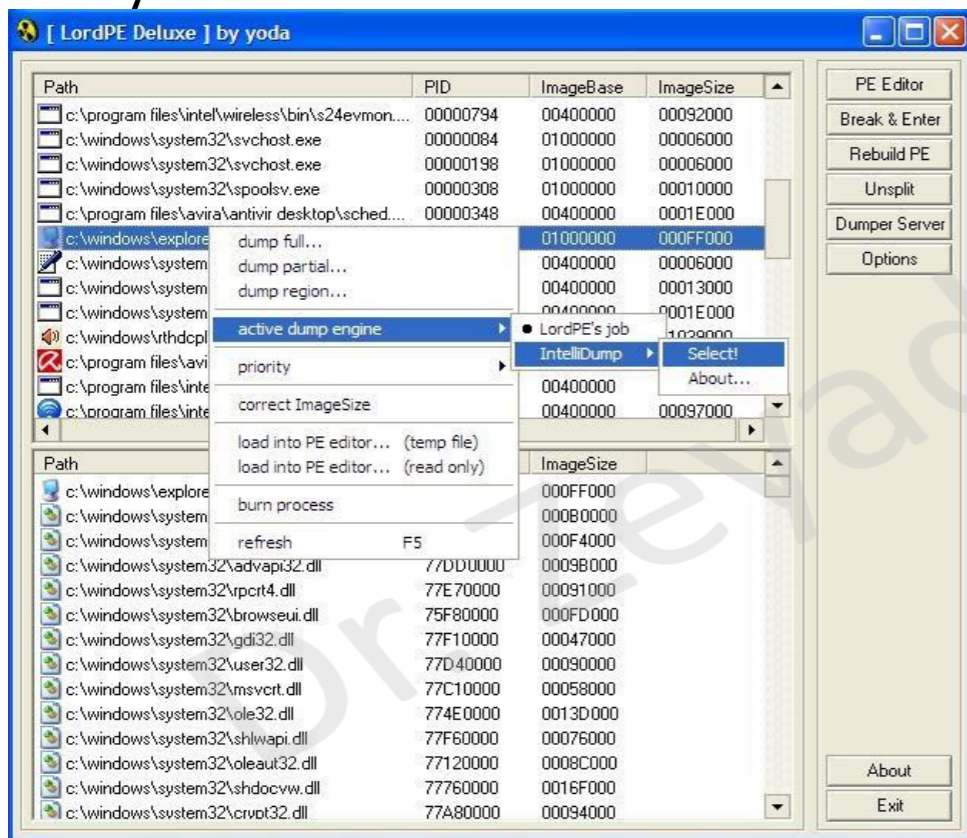 [ LordPE Deluxe ] by yoda
Path PID ImageBase ImageSize
c:\program files\intel\wireless\bin\s24evmon.... 00000794 00400000 00092000
c:\windows\system32\svchost.exe 00000084 01000000 00006000
c:\windows\system32\svchost.exe 00000198 01000000 00006000
c:\windows\system32\spoolsv.exe 00000308 01000000 00010000
c:\program files\avira\antivir desktop\sched.... 00000348 00400000 0001E000
c:\windows\explore 01000000 000FF000
c:\windows\system 00400000 00006000
c:\windows\system 00400000 00013000
c:\windows\system 00400000 0001E000
c:\windows\rthdcpl 1039000
c:\program files\avi
c:\program files\inte 00400000
c:\program files\inte 00400000 00097000
dump full...
dump partial...
dump region...
active dump engine
priority
correct ImageSize
load into PE editor... (temp file)
load into PE editor... (read only)
burn process
refresh F5
LordPE's job
IntelliDump
Select!
About...
Path ImageSize
c:\windows\explore 000FF000
c:\windows\system 000B0000
c:\windows\system 000F4000
c:\windows\system32\advapi32.dll 77DD0000 0009B000
c:\windows\system32\rpcrt4.dll 77E70000 00091000
c:\windows\system32\browseui.dll 75F80000 000FD000
c:\windows\system32\gdi32.dll 77F10000 00047000
c:\windows\system32\user32.dll 77D40000 00090000
c:\windows\system32\msvcrt.dll 77C10000 00058000
c:\windows\system32\ole32.dll 774E0000 0013D000
c:\windows\system32\shlwapi.dll 77F60000 00076000
c:\windows\system32\oleaut32.dll 77120000 0008C000
c:\windows\system32\shdocvw.dll 77760000 0016F000
c:\windows\system32\crypt32.dll 77A80000 00094000
PE Editor
Break & Enter
Rebuild PE
Unsplit
Dumper Server
Options
About
Exit
Dr. Zeyad